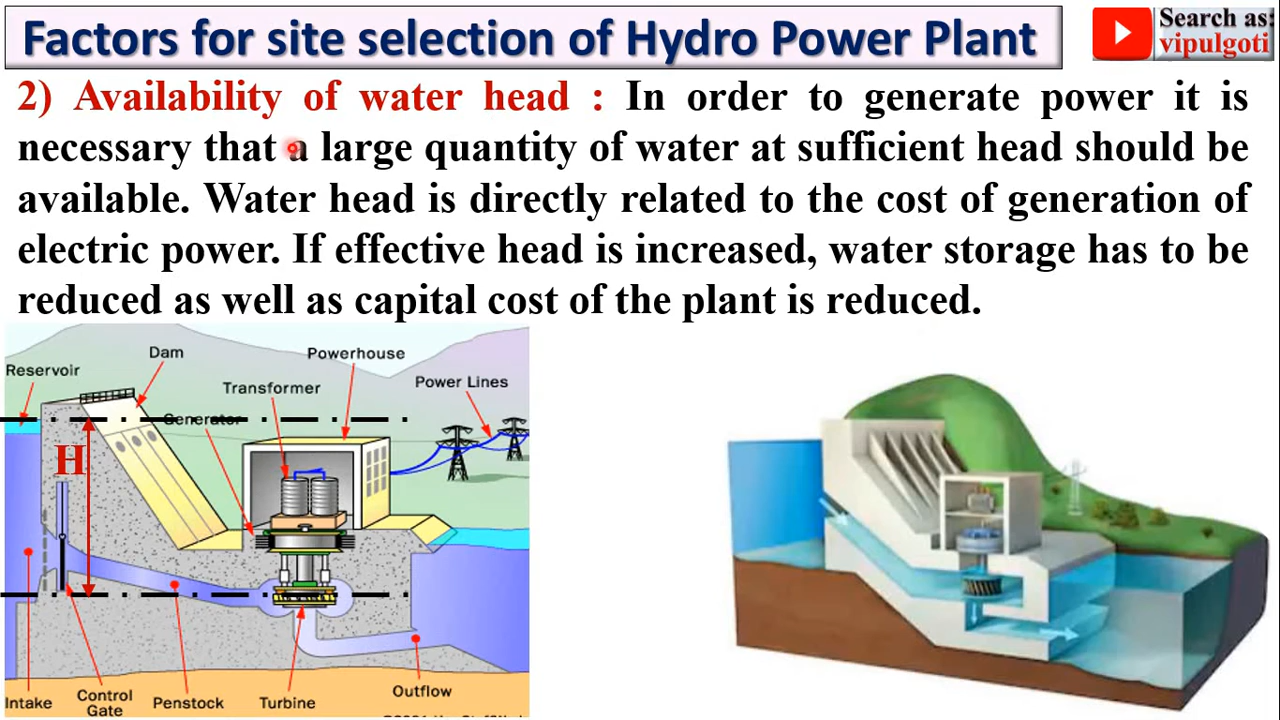 Factors for site selection of Hydro Power Plant
Search as:
vipulgoti
2) Availability of water head : In order to generate power it is
necessary that a large quantity of water at sufficient head should be
available. Water head is directly related to the cost of generation of
electric power. If effective head is increased, water storage has to be
reduced as well as capital cost of the plant is reduced.
Dam
Powerhouse
Reservoir
Transformer
Power Lines
Generator
H
Intake
Control
Gate
Penstock
Turbine
Outflow